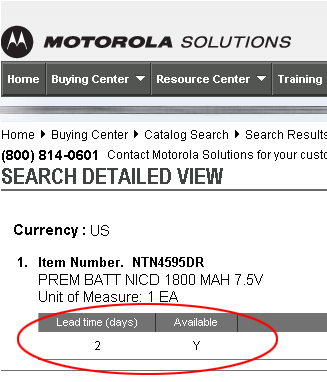 MOTOROLA SOLUTIONS
Home Buying Center Resource Center Training
Home Buying Center Catalog Search Search Results
(800) 814-0601 Contact Motorola Solutions for your custo
SEARCH DETAILED VIEW
Currency : US
1. Item Number. NTN4595DR
PREM BATT NICD 1800 MAH 7.5V
Unit of Measure: 1 EA
Lead time (days) Available
2 Y